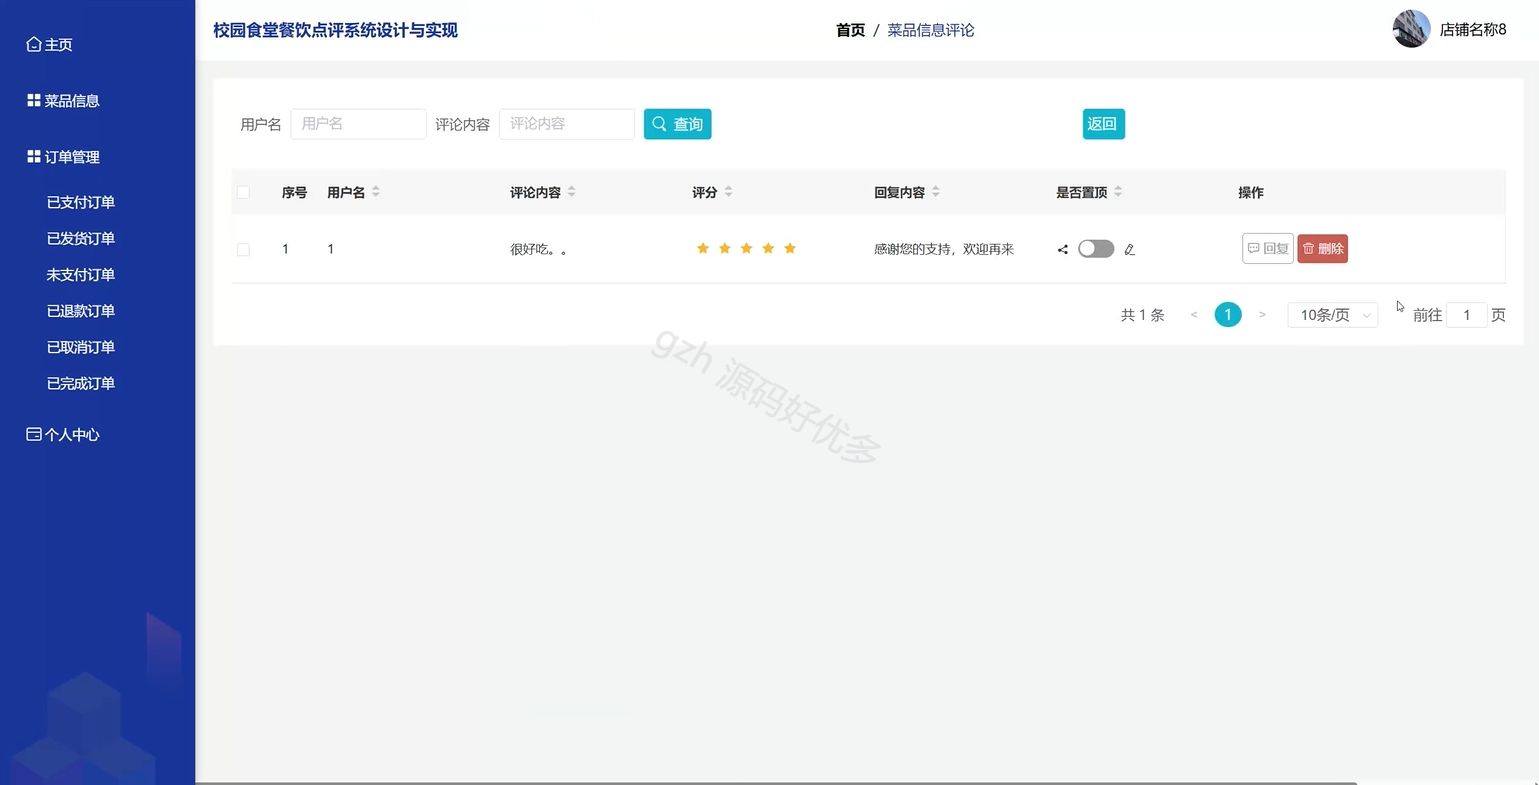 校园食堂餐饮点评系统设计与实现
首页 / 菜品信息评论
店铺名称8
主页
菜品信息
订单管理
已支付订单
已发货订单
未支付订单
已退款订单
已取消订单
已完成订单
个人中心
用户名 用户名 评论内容 评论内容 查询 返回
序号 用户名 评论内容 评分 回复内容 是否置顶 操作
1 1 很好吃。。 感谢您的支持，欢迎再来 回复 删除
共 1 条 < 1 > 10条/页 前往 1 页
gzh 源码好优多